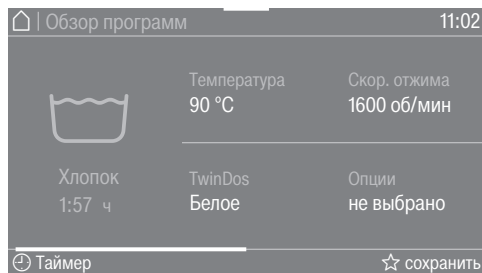 | Обзор программ 11:02
Температура Скор. отжима
90 °C 1600 об/мин
Хлопок TwinDos Опции
1:57 ч Белое не выбрано
Таймер сохранить